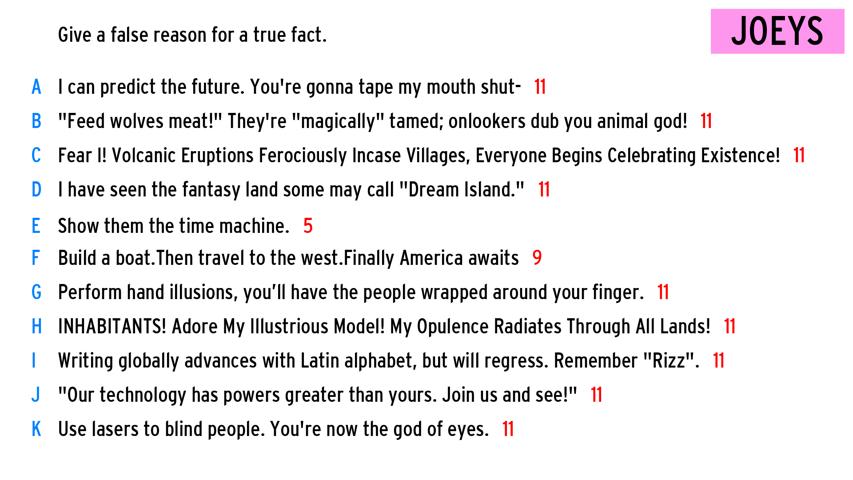 Give a false reason for a true fact.
JOEYS
A I can predict the future. You're gonna tape my mouth shut- 11
B "Feed wolves meat!" They're "magically" tamed; onlookers dub you animal god! 11
C Fear I! Volcanic Eruptions Ferociously Incase Villages, Everyone Begins Celebrating Existence! 11
D I have seen the fantasy land some may call "Dream Island." 11
E Show them the time machine. 5
F Build a boat.Then travel to the west.Finally America awaits 9
G Perform hand illusions, you’ll have the people wrapped around your finger. 11
H INHABITANTS! Adore My Illustrious Model! My Opulence Radiates Through All Lands! 11
I Writing globally advances with Latin alphabet, but will regress. Remember "Rizz". 11
J "Our technology has powers greater than yours. Join us and see!" 11
K Use lasers to blind people. You're now the god of eyes. 11